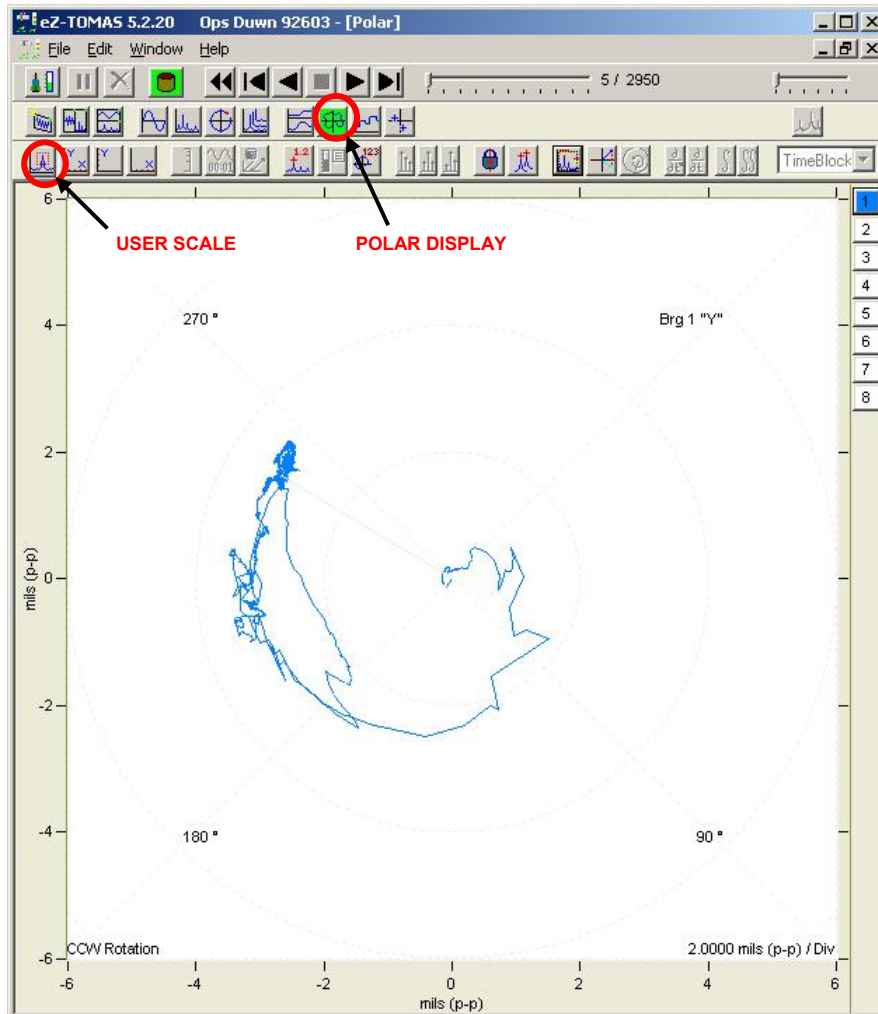 eZ-TOMAS 5.2.20 Ops Duwn 92603 - [Polar]
File Edit Window Help
5 / 2950
TimeBlock
USER SCALE
POLAR DISPLAY
1
2
3
4
5
6
7
8
270 °
Brg 1 "Y"
180 °
90 °
CCW Rotation
2.0000 mils (p-p) / Div
6
4
2
0
-2
-4
-6
mils (p-p)
-6 -4 -2 0 2 4 6
mils (p-p)